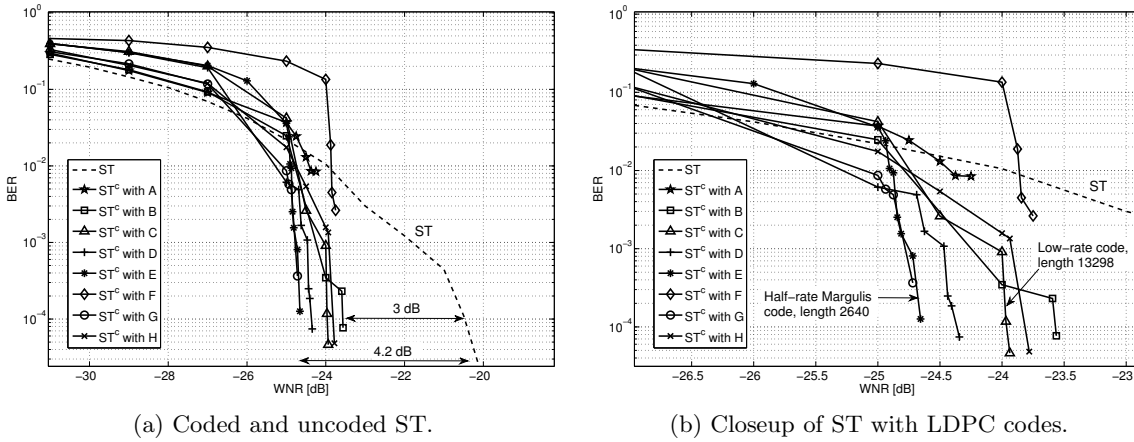 10^0
10^-1
10^-2
10^-3
10^-4
BER
−30
−28
−26
−24
−22
−20
WNR [dB]
ST
ST^c with A
ST^c with B
ST^c with C
ST^c with D
ST^c with E
ST^c with F
ST^c with G
ST^c with H
ST
3 dB
4.2 dB
(a) Coded and uncoded ST.
10^0
10^-1
10^-2
10^-3
10^-4
BER
−26.5
−26
−25.5
−25
−24.5
−24
−23.5
−23
WNR [dB]
ST
ST^c with A
ST^c with B
ST^c with C
ST^c with D
ST^c with E
ST^c with F
ST^c with G
ST^c with H
ST
Low-rate code,
length 13298
Half-rate Margulis
code, length 2640
(b) Closeup of ST with LDPC codes.